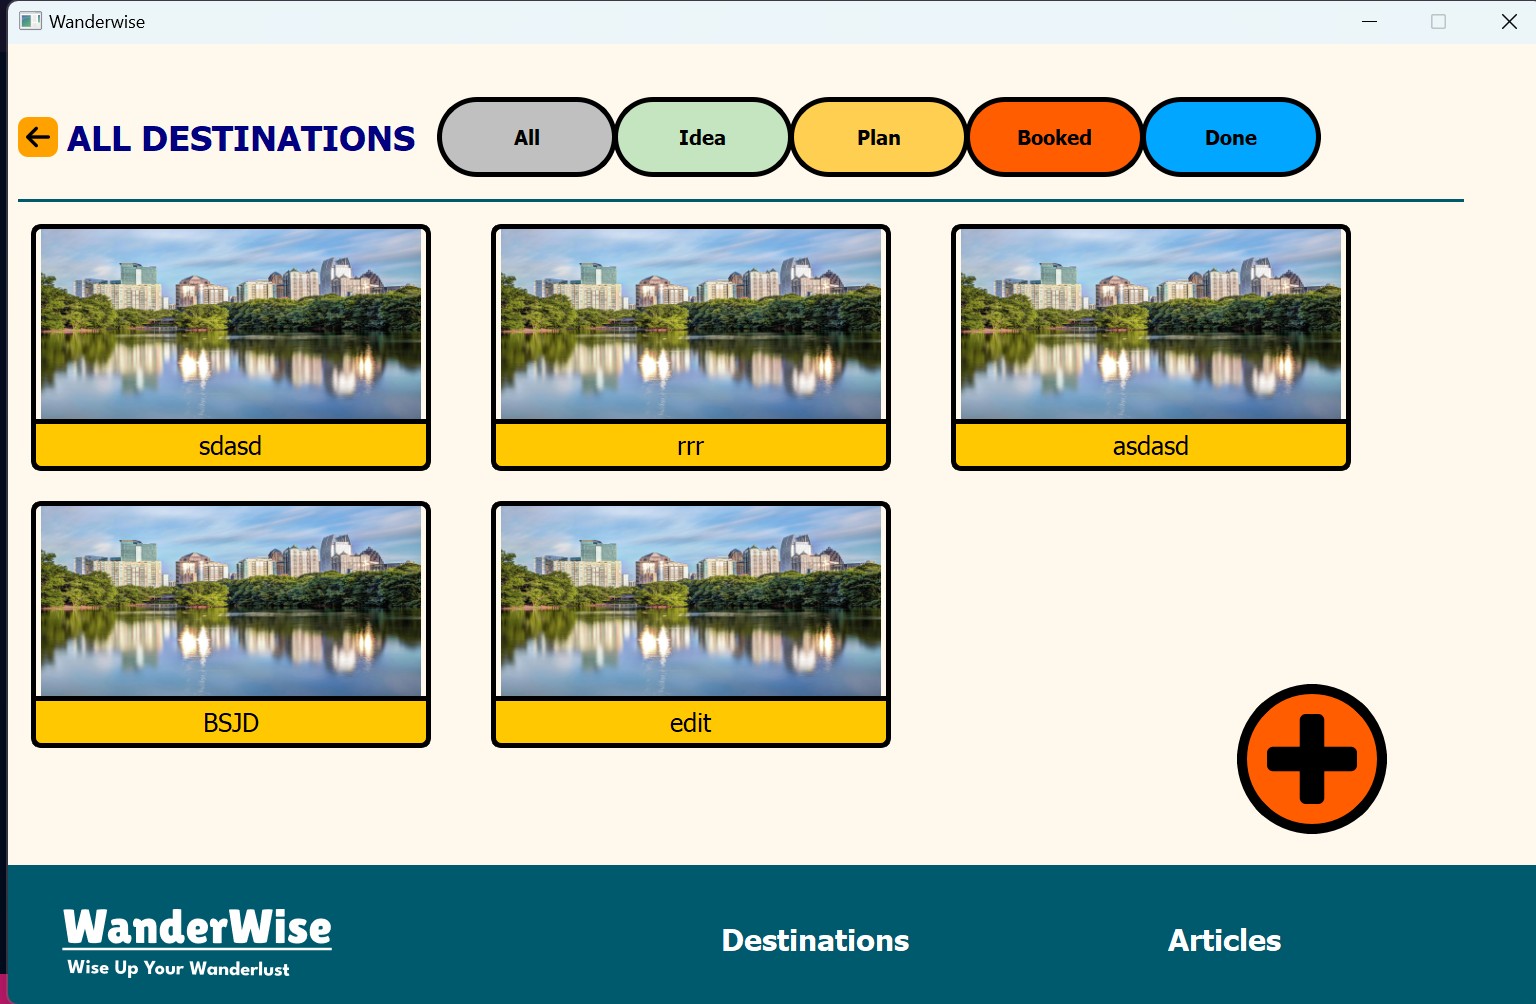 Wanderwise
ALL DESTINATIONS
All
Idea
Plan
Booked
Done
sdasd
rrr
asdasd
BSJD
edit
WanderWise
Wise Up Your Wanderlust
Destinations
Articles